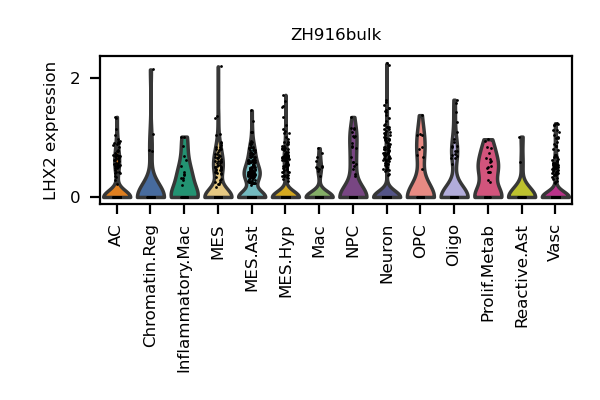 ZH916bulk
LHX2 expression
2
0
AC
Chromatin.Reg
Inflammatory.Mac
MES
MES.Ast
MES.Hyp
Mac
NPC
Neuron
OPC
Oligo
Prolif.Metab
Reactive.Ast
Vasc